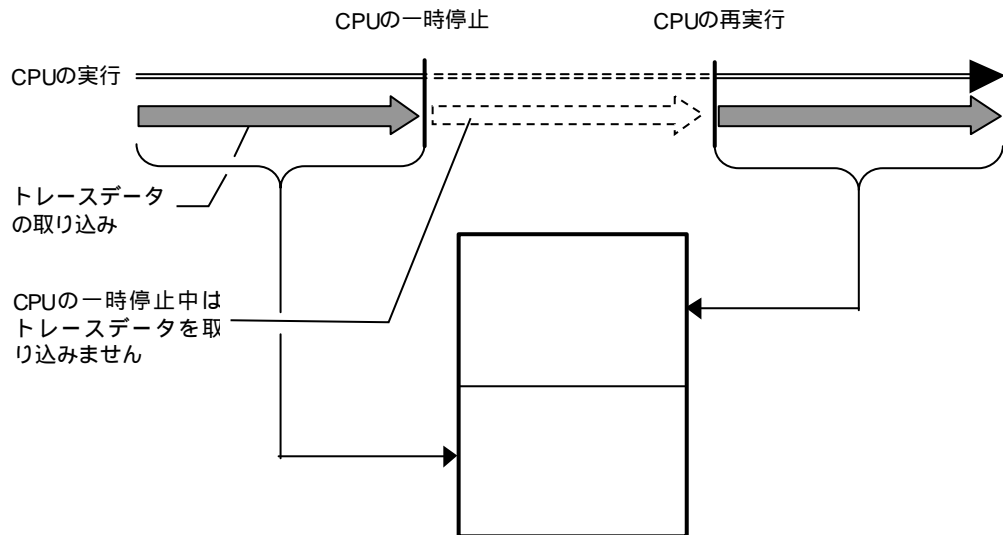 CPUの一時停止
CPUの再実行
CPUの実行
トレースデータ
の取り込み
CPUの一時停止中は
トレースデータを取
り込みません